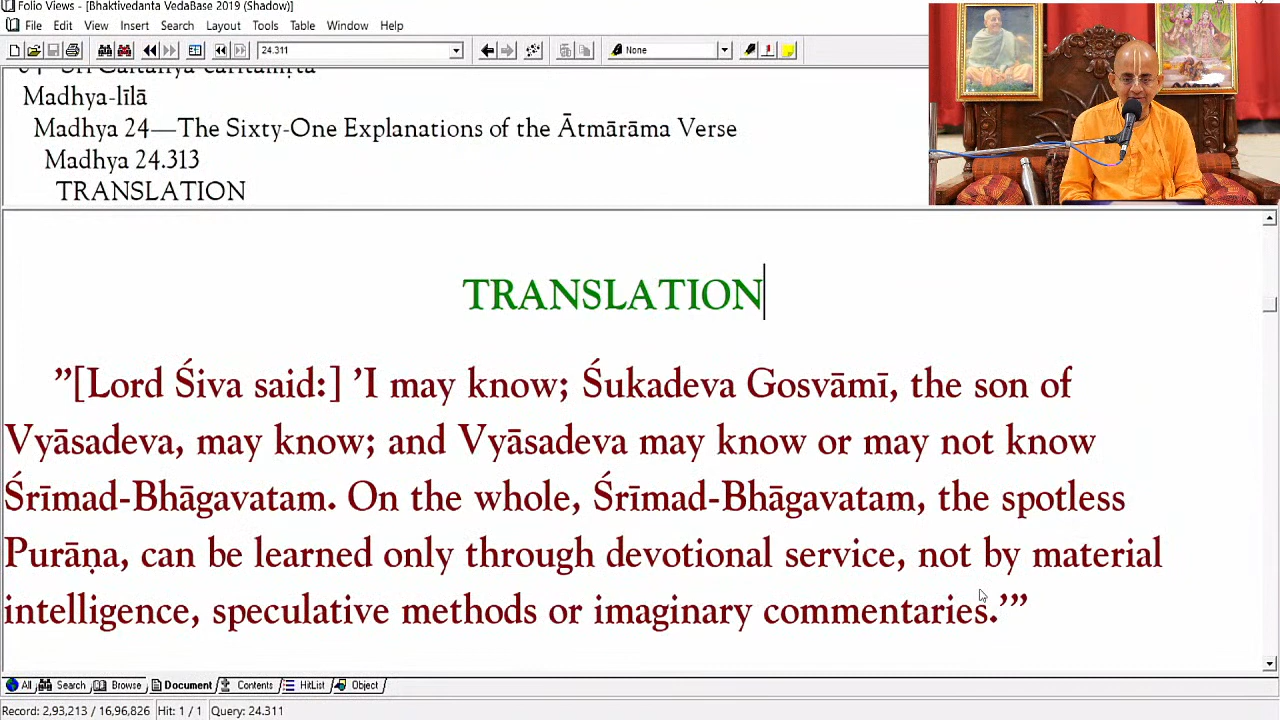 Folio Views - [Bhaktivedanta VedaBase 2019 (Shadow)]
File Edit View Insert Search Layout Tools Table Window Help
24.311 None
Śrī Caitanya-caritāmṛta
Madhya-līlā
Madhya 24—The Sixty-One Explanations of the Ātmārāma Verse
Madhya 24.313
TRANSLATION
TRANSLATION
”[Lord Śiva said:] ’I may know; Śukadeva Gosvāmī, the son of
Vyāsadeva, may know; and Vyāsadeva may know or may not know
Śrīmad-Bhāgavatam. On the whole, Śrīmad-Bhāgavatam, the spotless
Purāṇa, can be learned only through devotional service, not by material
intelligence, speculative methods or imaginary commentaries.’”
All Search Browse Document Contents HitList Object
Record: 2,93,213 / 16,96,826 Hit: 1 / 1 Query: 24.311